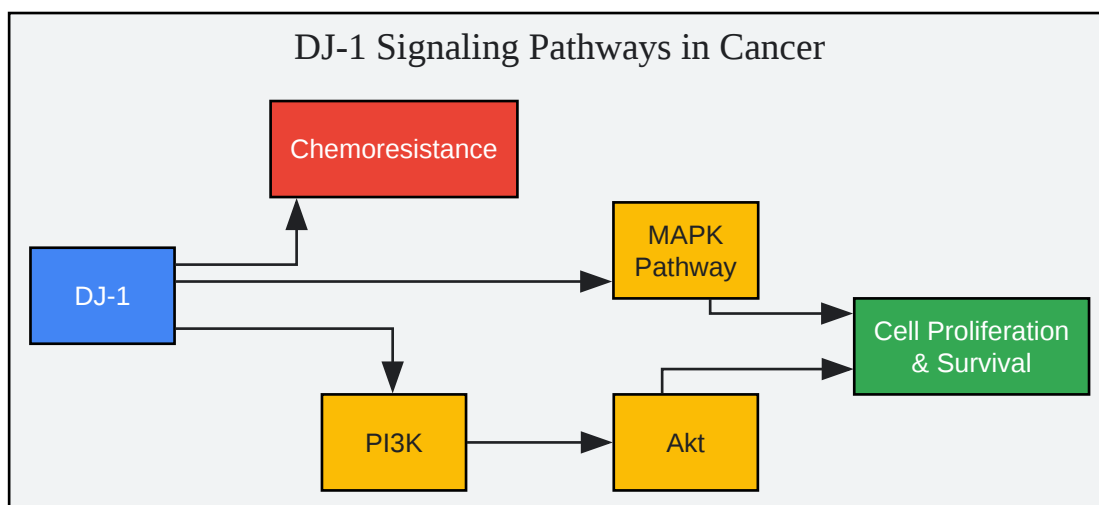 DJ-1 Signaling Pathways in Cancer
Chemoresistance
MAPK
Pathway
DJ-1
Cell Proliferation
& Survival
PI3K
Akt